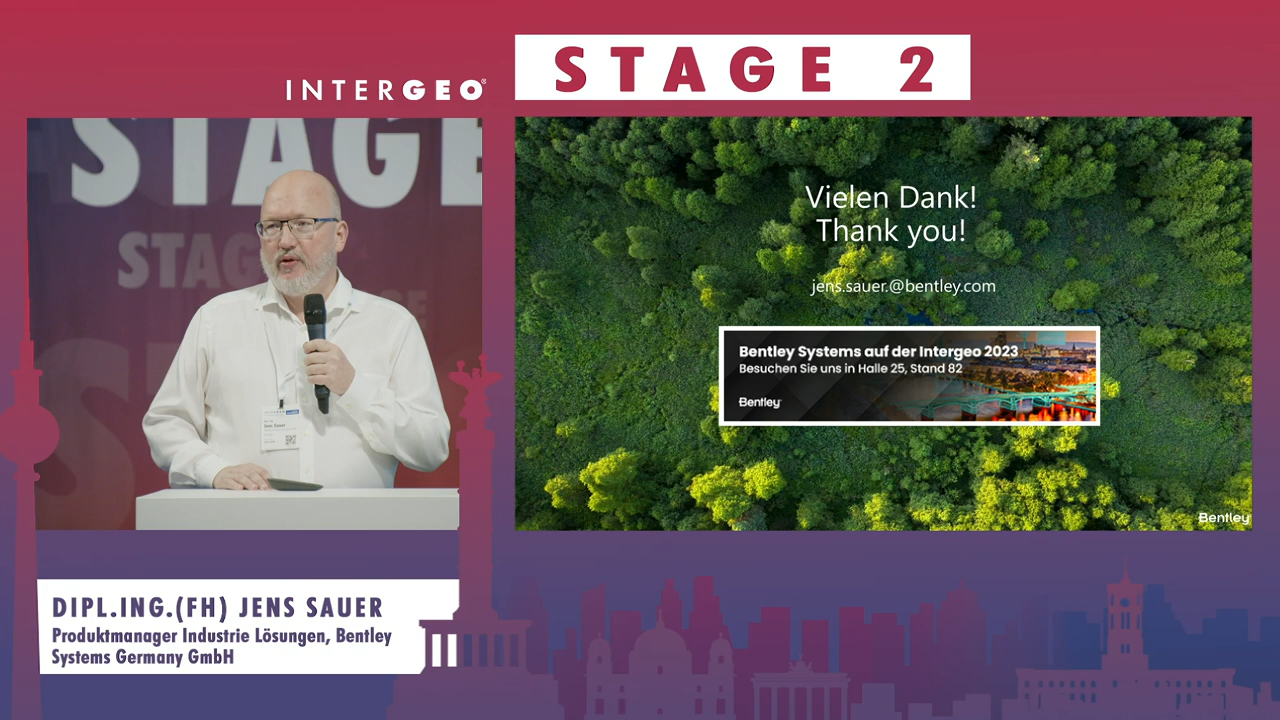 INTERGEO®
STAGE 2
STAGE
STAG
Vielen Dank!
Thank you!
jens.sauer.@bentley.com
Bentley Systems auf der Intergeo 2023
Besuchen Sie uns in Halle 25, Stand 82
Bentley
Bentley
DIPL.ING.(FH) JENS SAUER
Produktmanager Industrie Lösungen, Bentley
Systems Germany GmbH